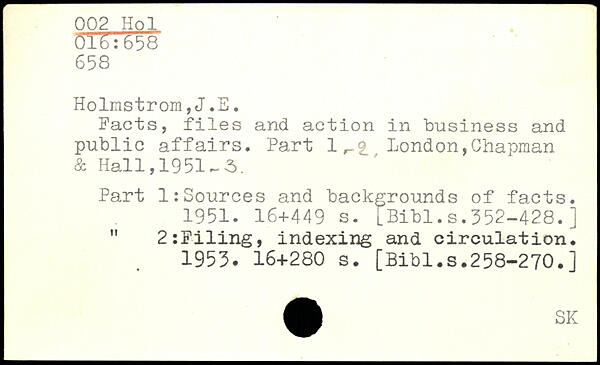 002 Hol
016:658
658
Holmstrom,J.E.
Facts, files and action in business and
public affairs. Part 1-2, London,Chapman
& Hall,1951-3.
Part 1:Sources and backgrounds of facts.
1951. 16+449 s. [Bibl.s.352-428.]
" 2:Filing, indexing and circulation.
1953. 16+280 s. [Bibl.s.258-270.]
SK